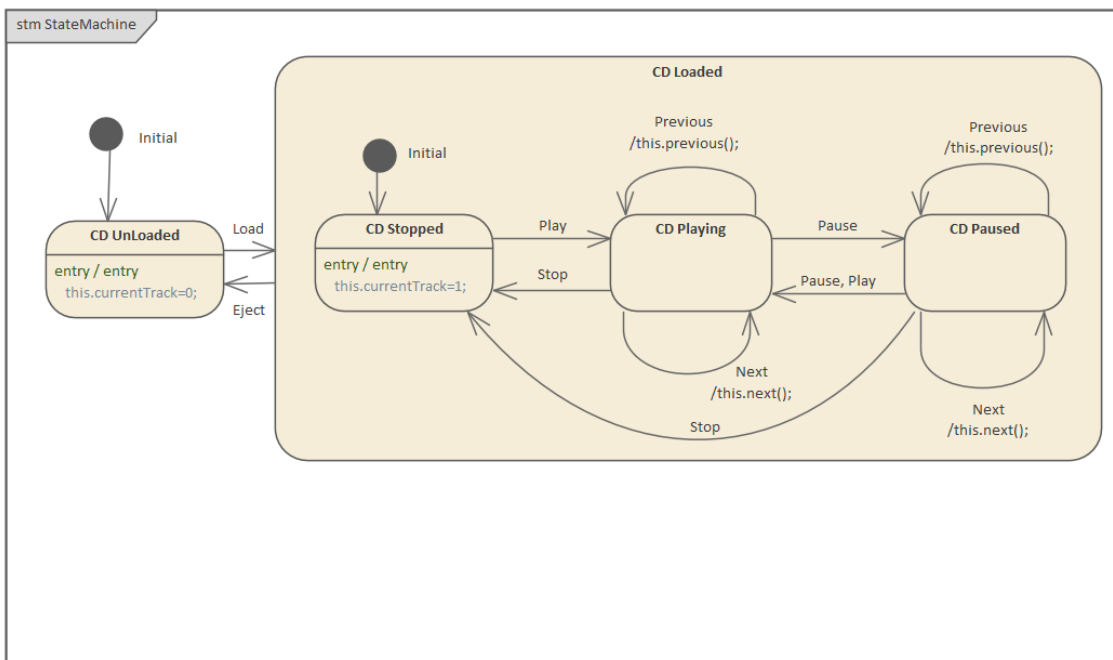 stm StateMachine
CD Loaded
Initial
Initial
Previous
/this.previous();
Previous
/this.previous();
CD UnLoaded
entry / entry
this.currentTrack=0;
Load
Eject
CD Stopped
entry / entry
this.currentTrack=1;
Play
Stop
CD Playing
Pause
Pause, Play
CD Paused
Next
/this.next();
Stop
Next
/this.next();